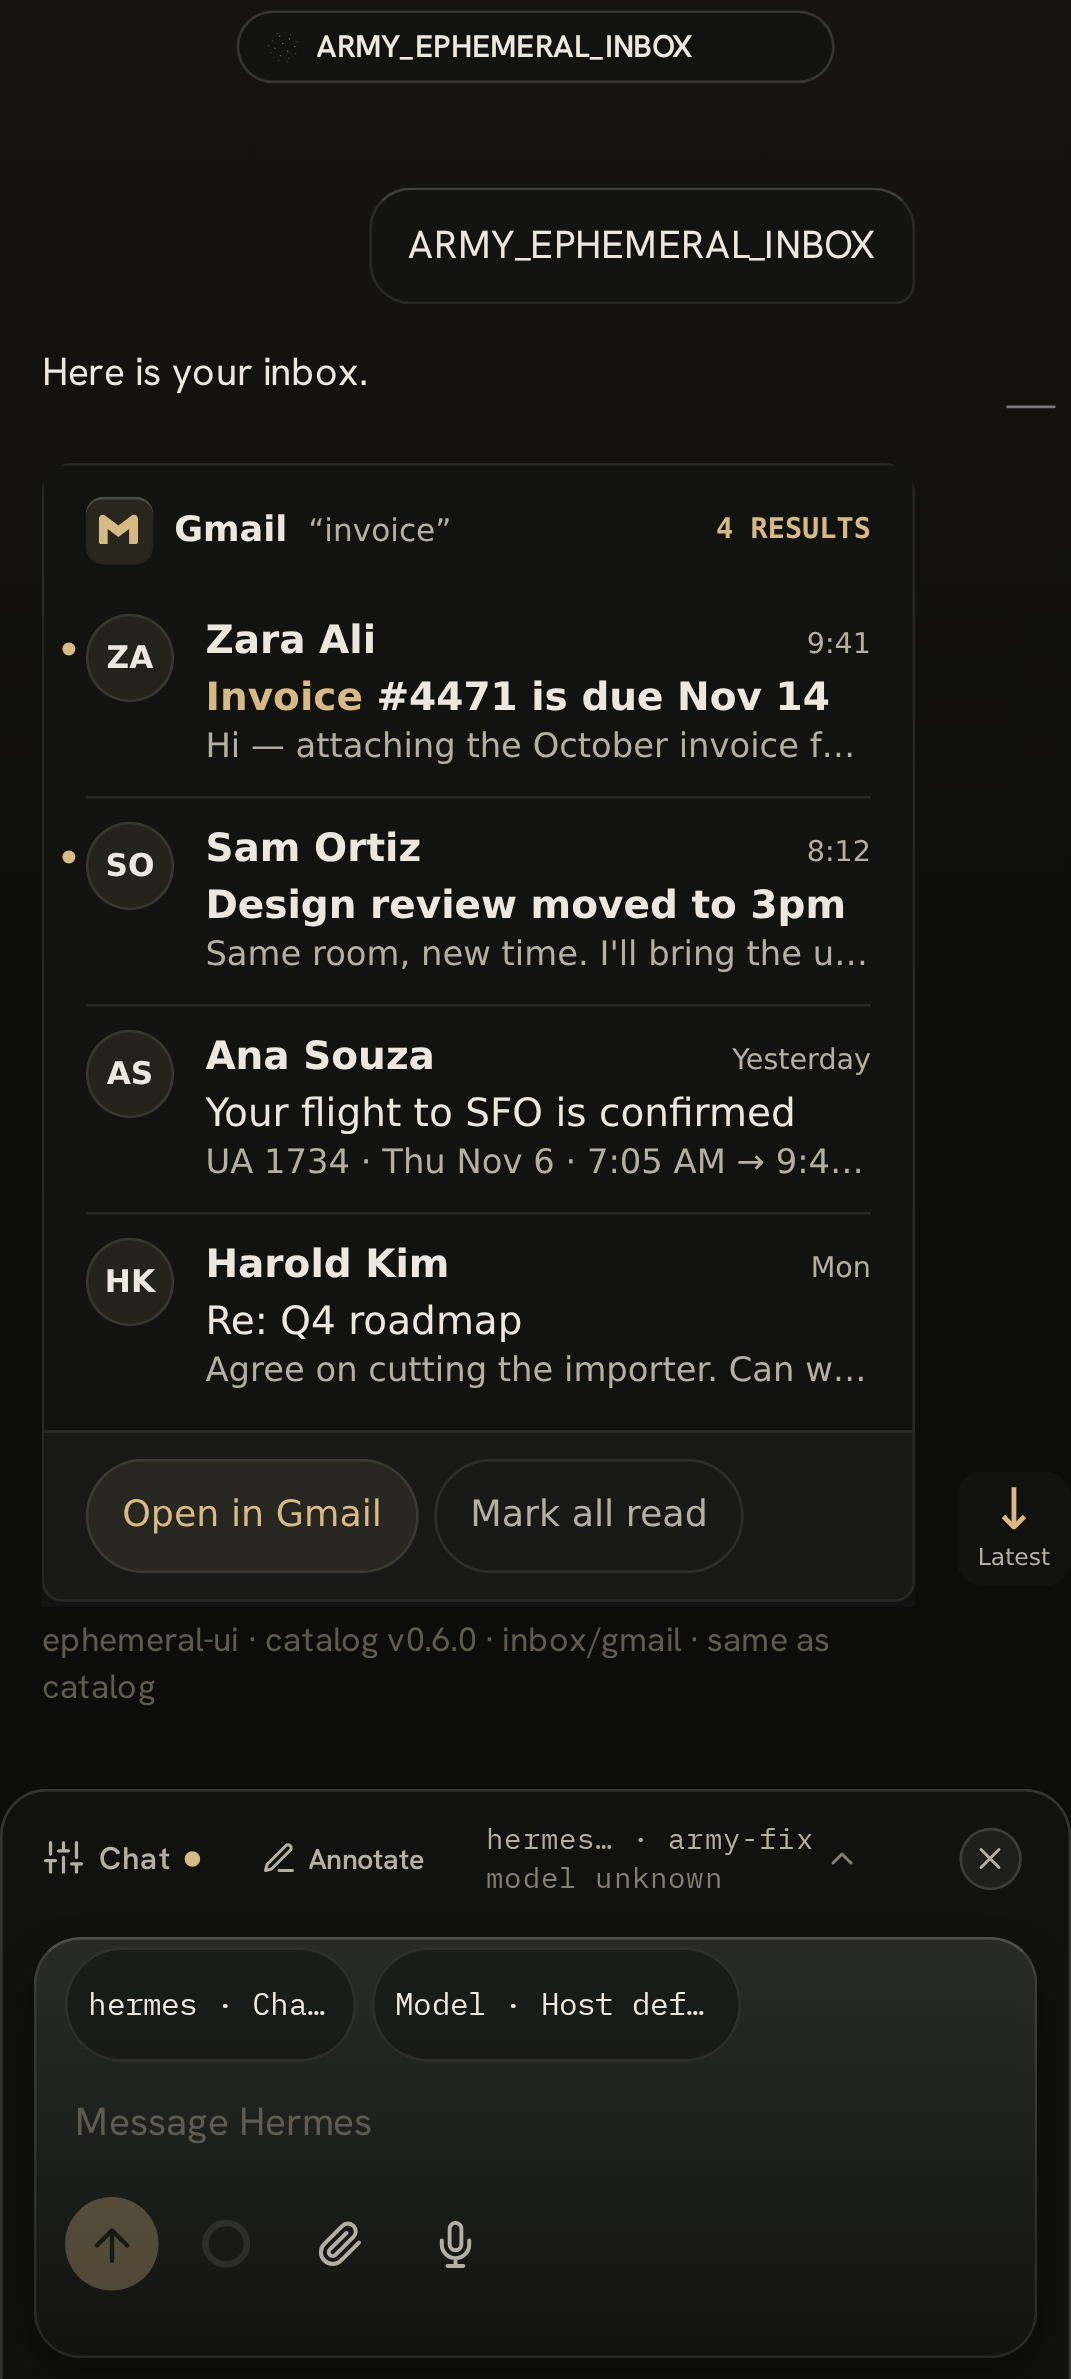 ARMY_EPHEMERAL_INBOX
ARMY_EPHEMERAL_INBOX
Here is your inbox.
Gmail “invoice” 4 RESULTS
ZA Zara Ali 9:41
Invoice #4471 is due Nov 14
Hi — attaching the October invoice f…
SO Sam Ortiz 8:12
Design review moved to 3pm
Same room, new time. I'll bring the u…
AS Ana Souza Yesterday
Your flight to SFO is confirmed
UA 1734 · Thu Nov 6 · 7:05 AM → 9:4…
HK Harold Kim Mon
Re: Q4 roadmap
Agree on cutting the importer. Can w…
Open in Gmail Mark all read
Latest
ephemeral-ui · catalog v0.6.0 · inbox/gmail · same as
catalog
Chat Annotate hermes… · army-fix
model unknown
hermes · Cha… Model · Host def…
Message Hermes